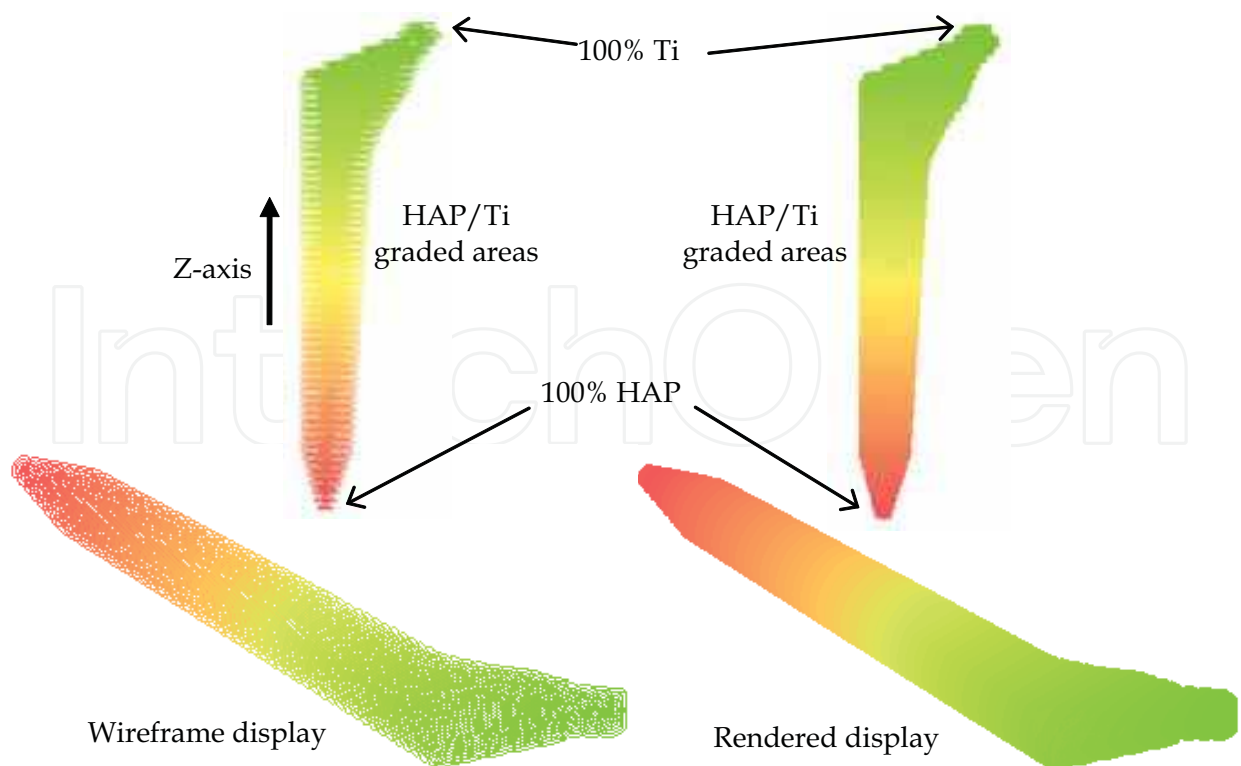 100% Ti
HAP/Ti
graded areas
HAP/Ti
graded areas
Z-axis
100% HAP
Wireframe display
Rendered display
IntechOpen